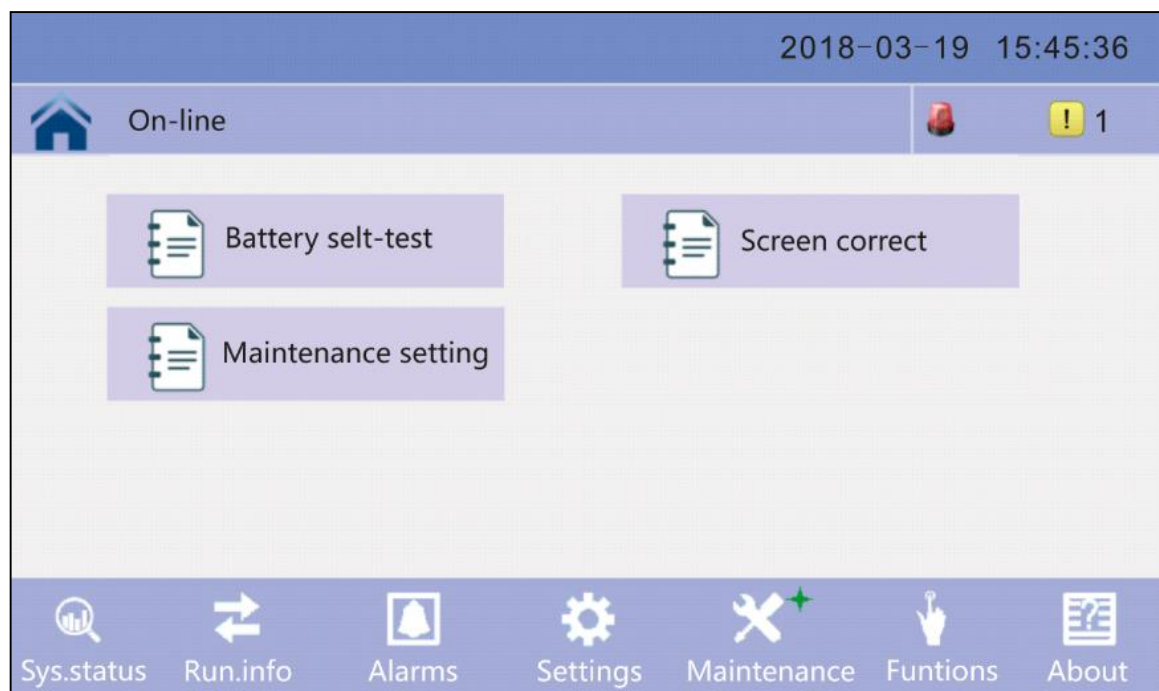 2018-03-19 15:45:36
On-line
! 1
Battery selt-test
Screen correct
Maintenance setting
Sys.status Run.info Alarms Settings Maintenance Funtions About